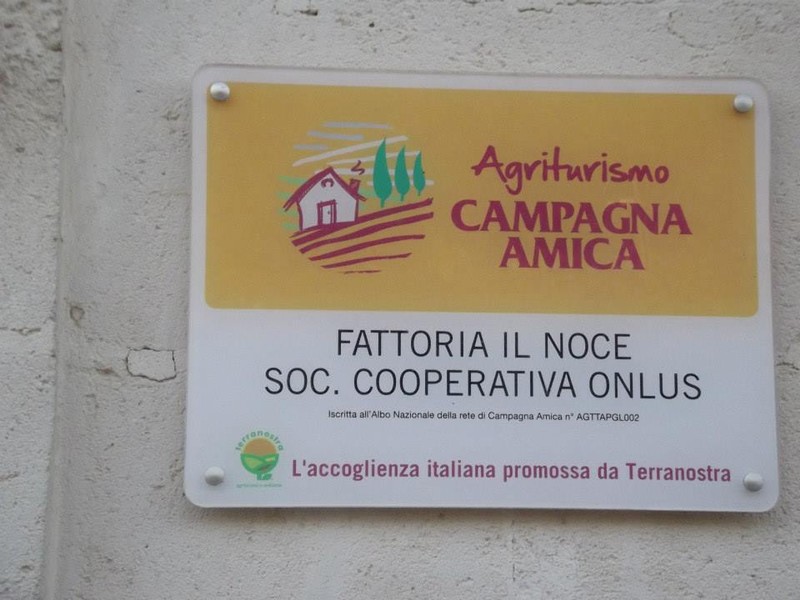 Agriturismo
CAMPAGNA
AMICA
FATTORIA IL NOCE
SOC. COOPERATIVA ONLUS
Iscritta all'Albo Nazionale della rete di Campagna Amica n° AGTTAPGL002
terranostra
L'accoglienza italiana promossa da Terranostra